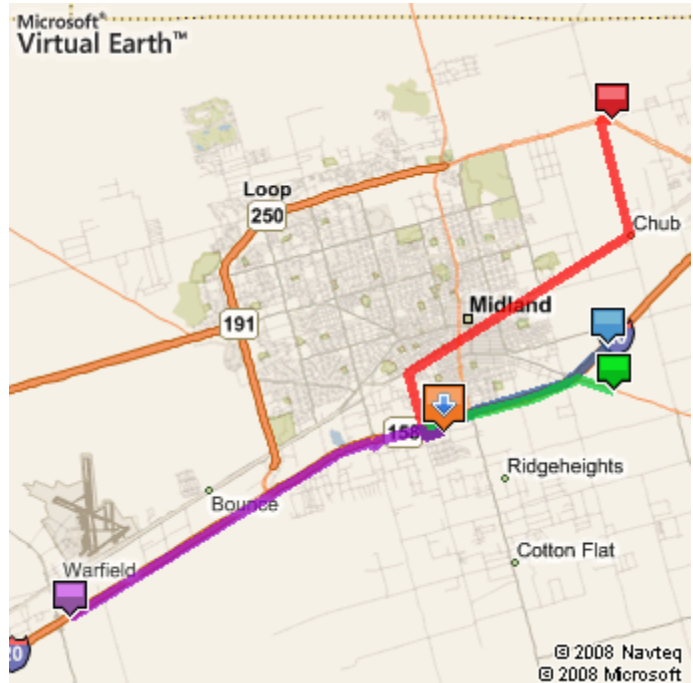 Microsoft®
Virtual Earth™
Loop
250
Chub
191
Midland
158
Ridgeheights
Bounce
Cotton Flat
Warfield
20
© 2008 Navteq
© 2008 Microsoft